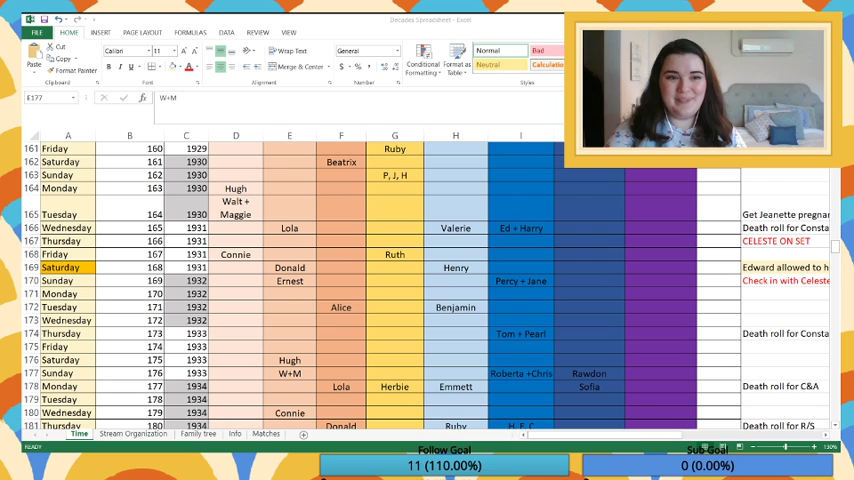 Decades Spreasheet - Excel
FILE HOME INSERT PAGE LAYOUT FORMULAS DATA REVIEW VIEW
Cut
Copy
Format Painter
Paste
Clipboard
Calibri 11
B I U
Font
Wrap Text
Merge & Center
Alignment
General
$ % ,
Number
Conditional Formatting
Format as Table
Normal Bad
Neutral Calculation
Styles
E177 fx W+M
A B C D E F G H I
161 Friday 160 1929 Ruby
162 Saturday 161 1930 Beatrix
163 Sunday 162 1930 P, J, H
164 Monday 163 1930 Hugh
Walt +
165 Tuesday 164 1930 Maggie Get Jeanette pregnan
166 Wednesday 165 1931 Lola Valerie Ed + Harry Death roll for Consta
167 Thursday 166 1931 CELESTE ON SET
168 Friday 167 1931 Connie Ruth
169 Saturday 168 1931 Donald Henry Edward allowed to h
170 Sunday 169 1932 Ernest Percy + Jane Check in with Celeste
171 Monday 170 1932
172 Tuesday 171 1932 Alice Benjamin
173 Wednesday 172 1932
174 Thursday 173 1933 Tom + Pearl Death roll for Consta
175 Friday 174 1933
176 Saturday 175 1933 Hugh
177 Sunday 176 1933 W+M Roberta +Chris Rawdon
178 Monday 177 1934 Lola Herbie Emmett Sofia Death roll for C&A
179 Tuesday 178 1934
180 Wednesday 179 1934 Connie
181 Thursday 180 1934 Donald Ruby H, E, C Death roll for R/S
Time Stream Organization Family tree Info Matches
READY 130%
Follow Goal Sub Goal
11 (110.00%) 0 (0.00%)